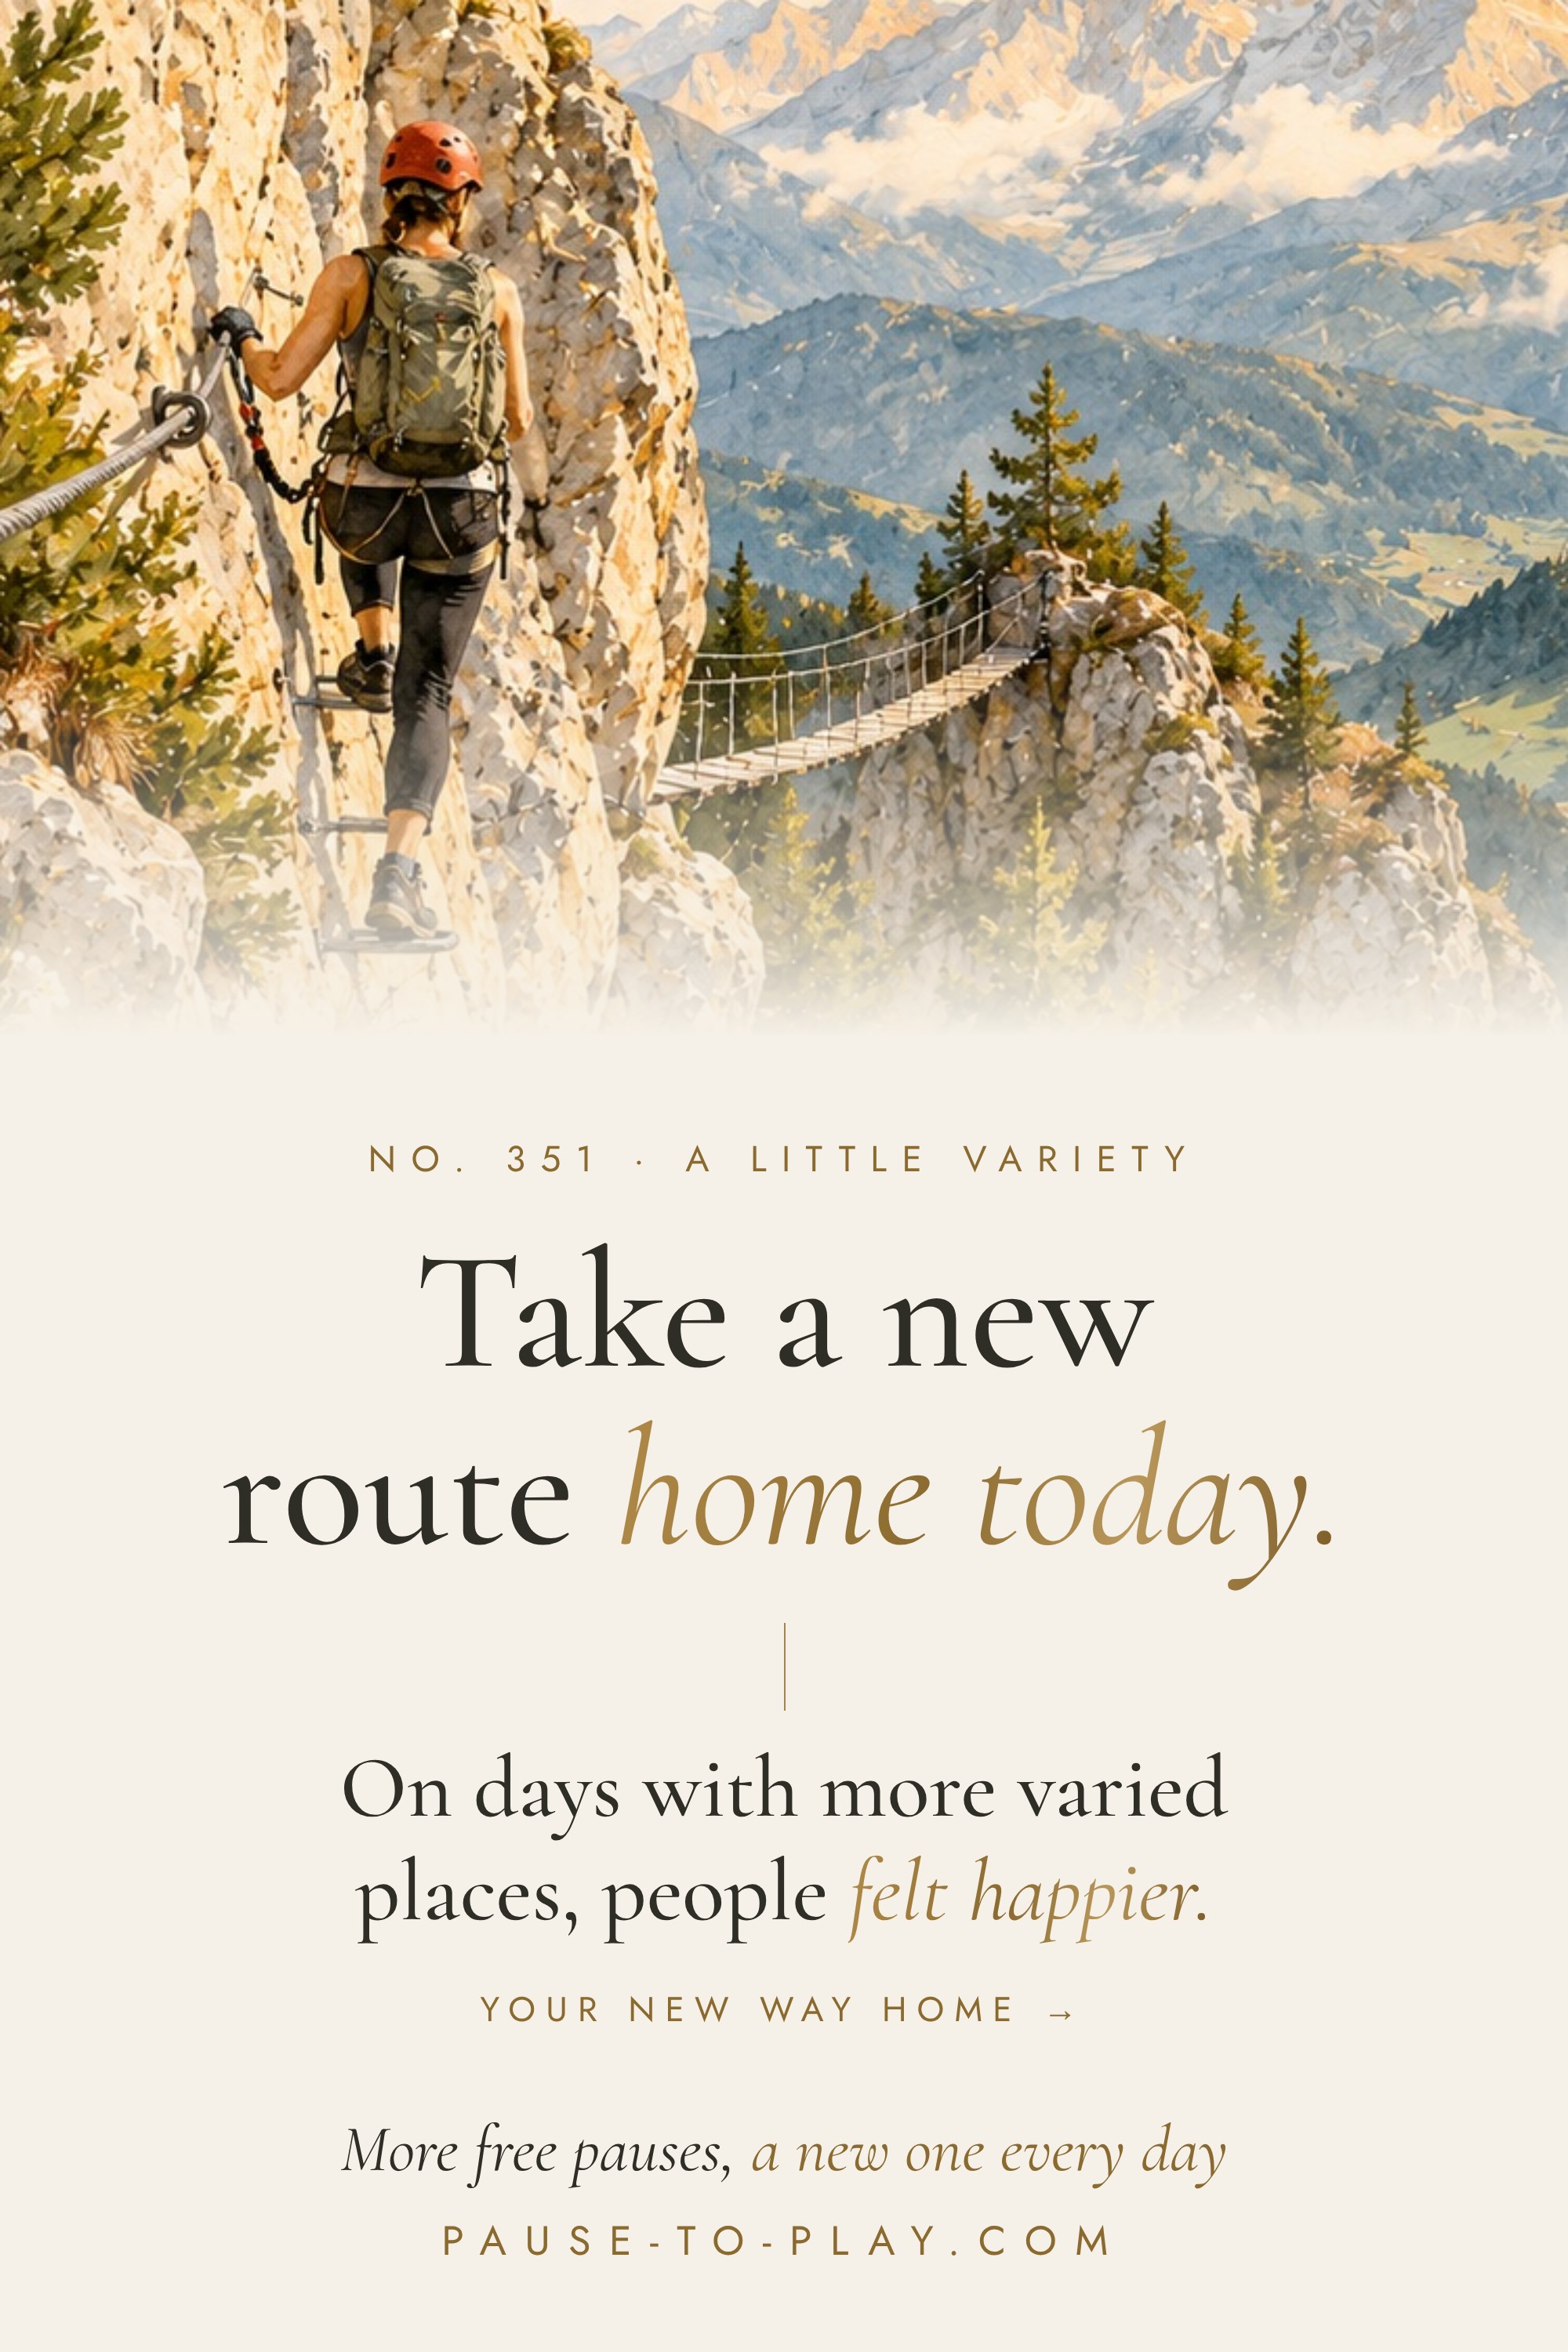 NO. 351 · A LITTLE VARIETY
Take a new
route home today.
On days with more varied
places, people felt happier.
YOUR NEW WAY HOME →
More free pauses, a new one every day
PAUSE-TO-PLAY.COM